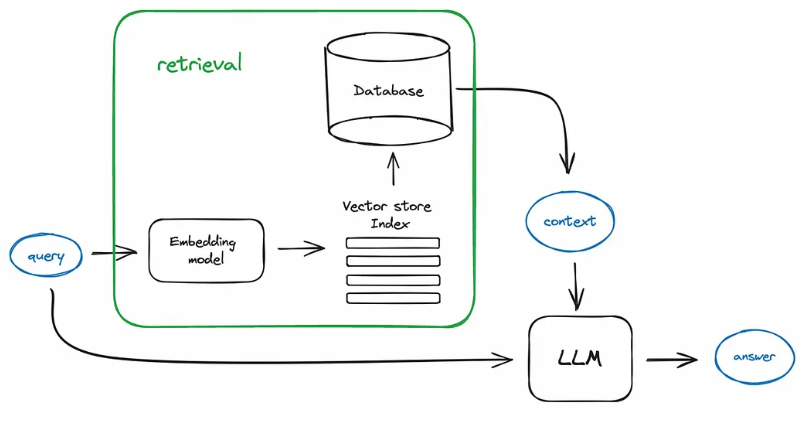 retrieval
Database
Vector store
Index
query
Embedding
model
context
LLM
answer